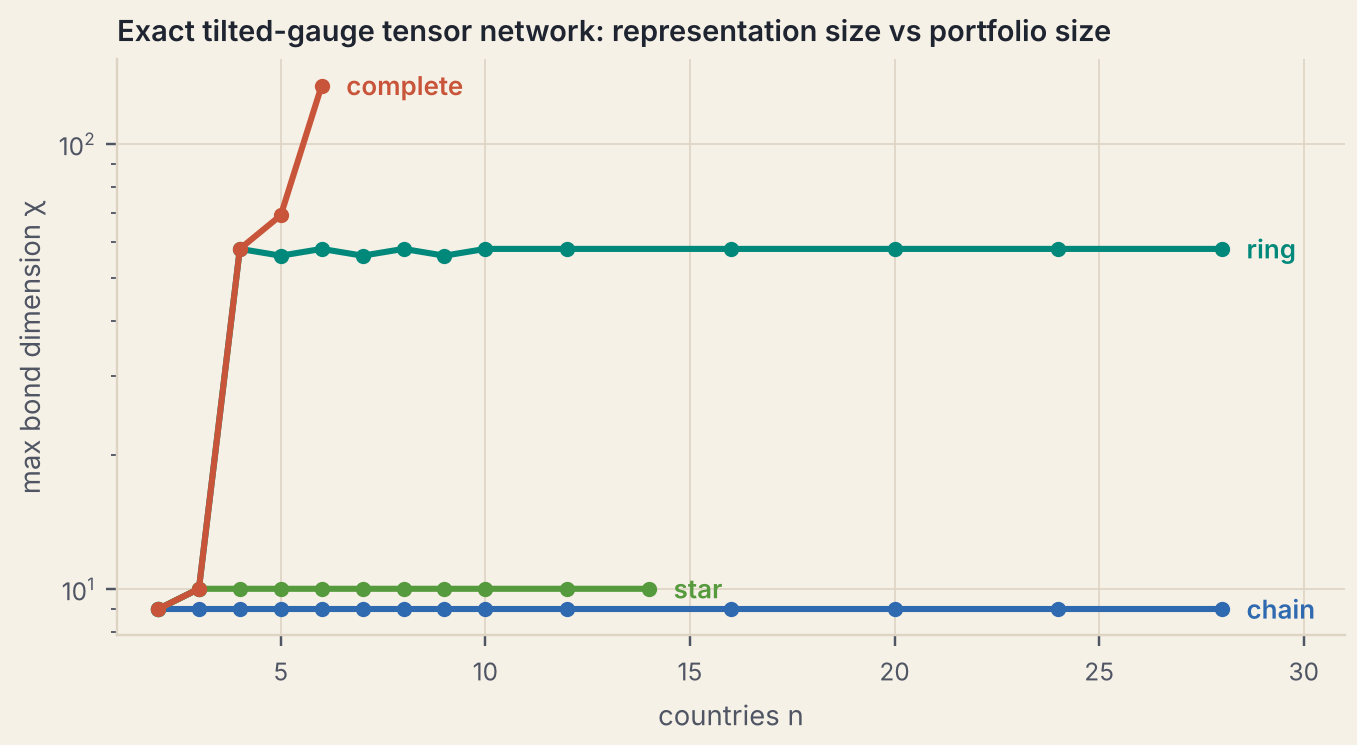 Exact tilted-gauge tensor network: representation size vs portfolio size
complete
10²
ring
max bond dimension χ
star
10¹
chain
5 10 15 20 25 30
countries n